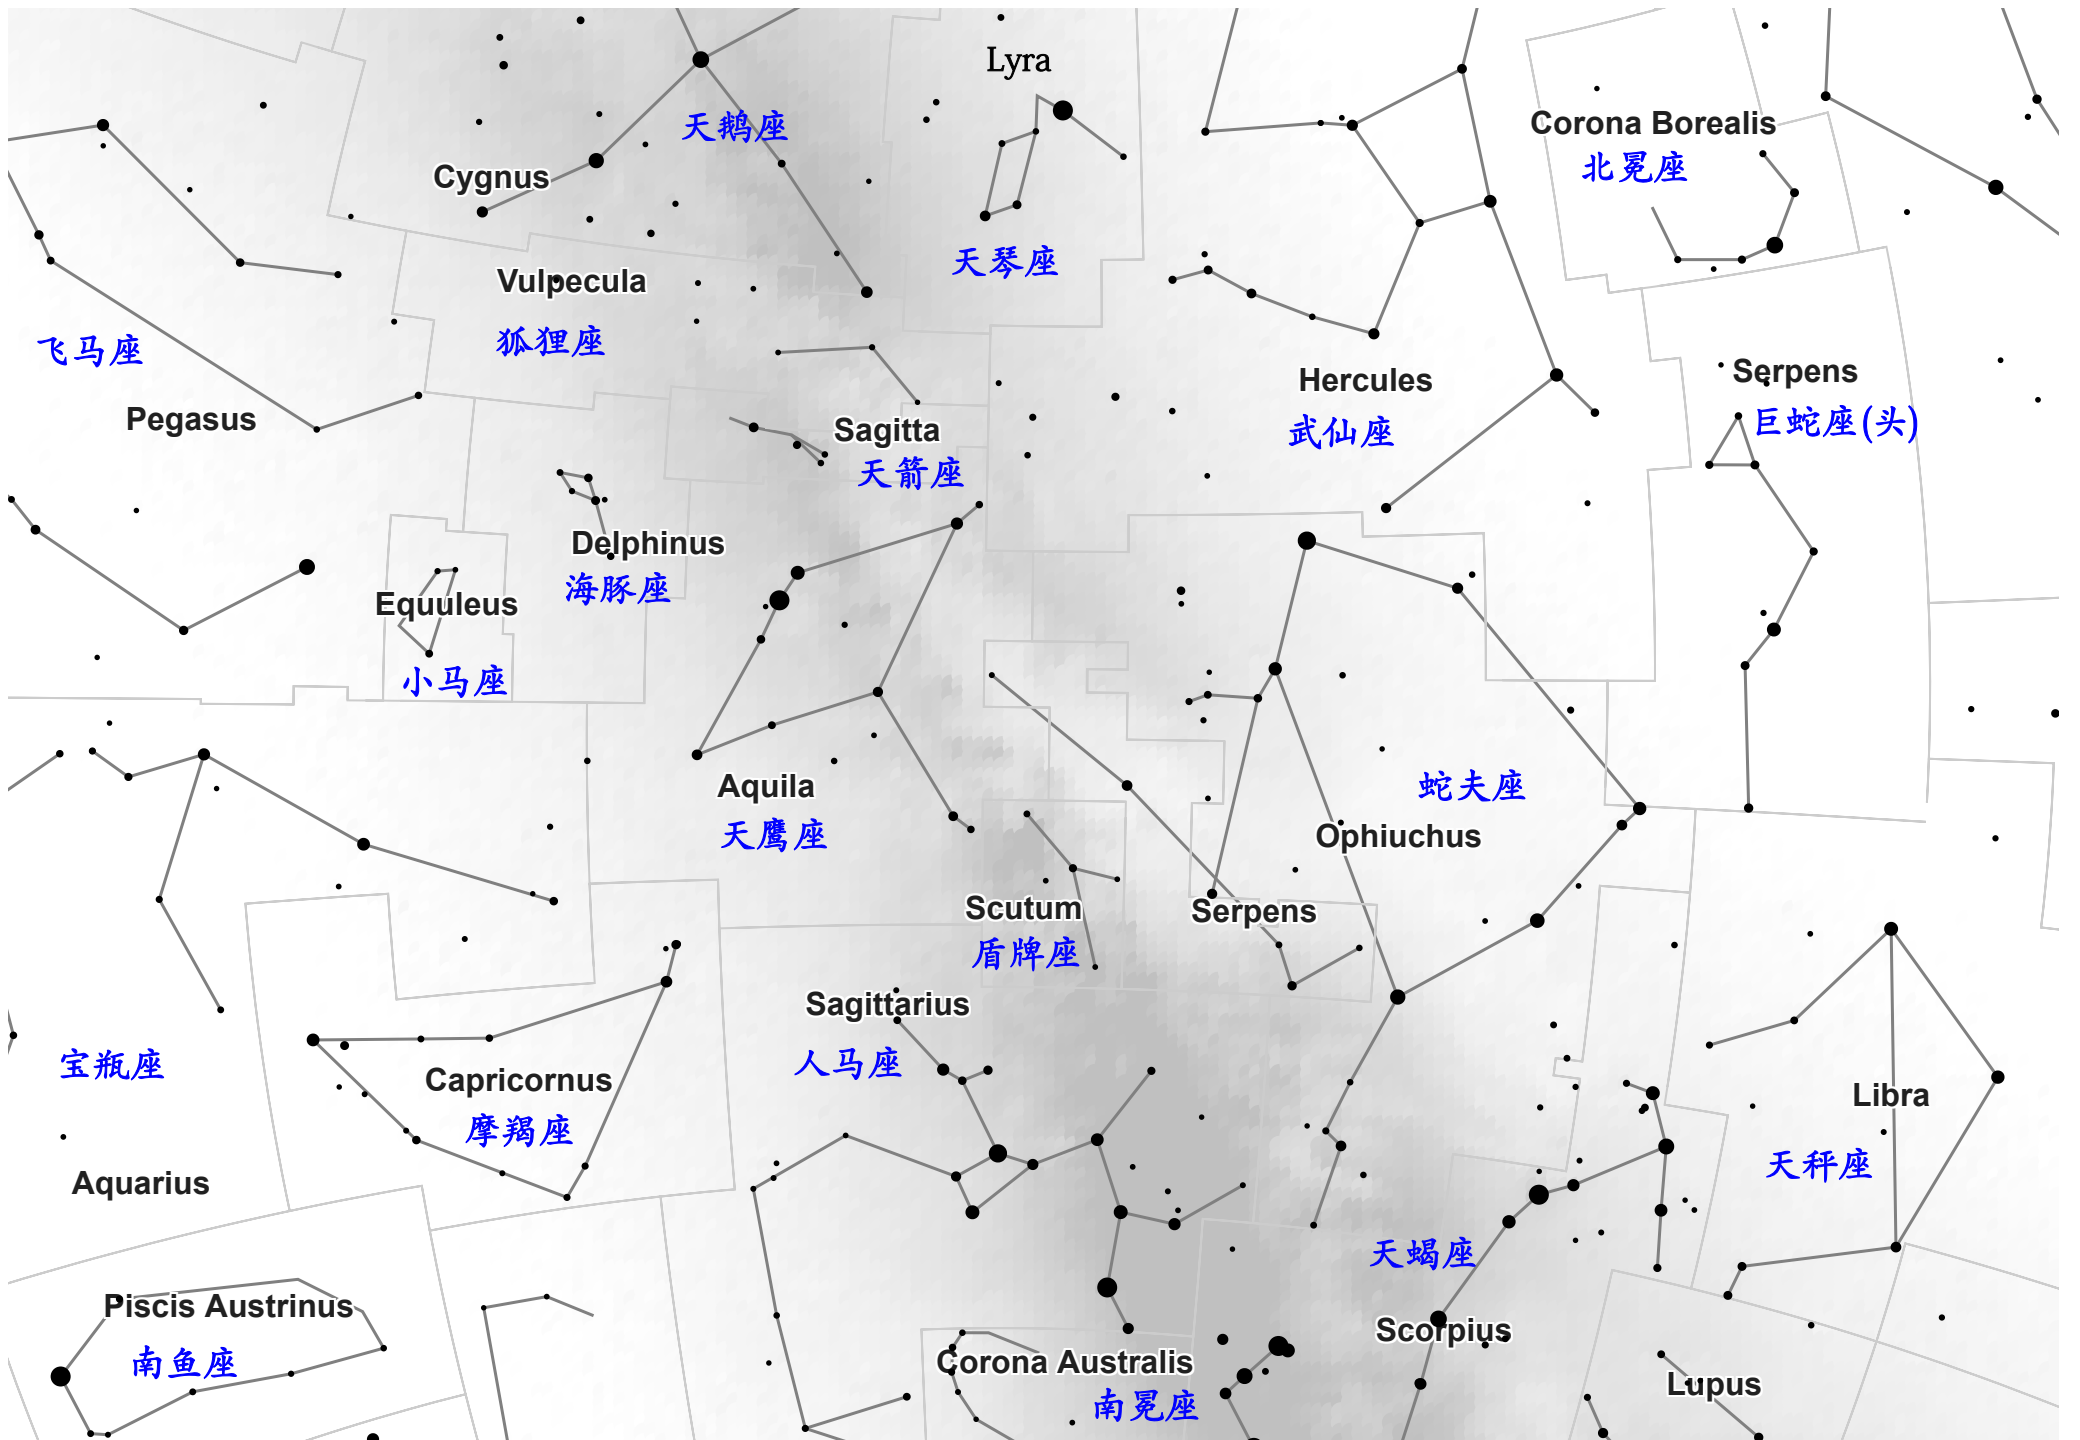 Lyra
天鹅座
Corona Borealis
北冕座
Cygnus
天琴座
Vulpecula
狐狸座
飞马座
Pegasus
Hercules
武仙座
Serpens
巨蛇座(头)
Sagitta
天箭座
Delphinus
海豚座
Equuleus
小马座
Aquila
天鹰座
蛇夫座
Ophiuchus
Scutum
盾牌座
Serpens
Sagittarius
人马座
宝瓶座
Aquarius
Capricornus
摩羯座
Libra
天秤座
天蝎座
Scorpius
Piscis Austrinus
南鱼座
Corona Australis
南冕座
Lupus